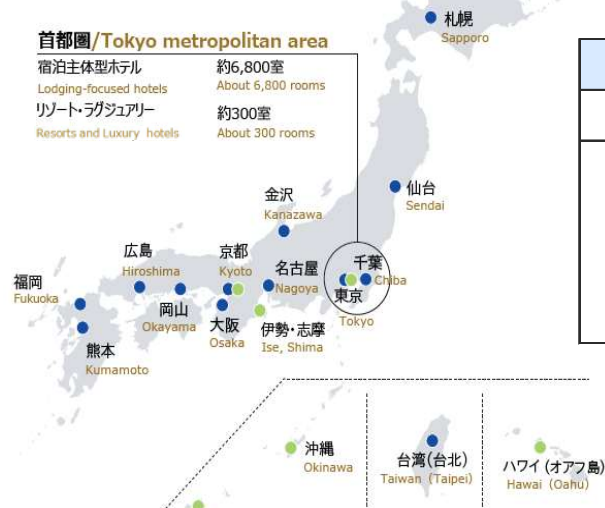 札幌
Sapporo
首都圏/Tokyo metropolitan area
宿泊主体型ホテル 約6,800室
Lodging-focused hotels About 6,800 rooms
リゾート・ラグジュアリー 約300室
Resorts and Luxury hotels About 300 rooms
仙台
Sendai
金沢
Kanazawa
広島
Hiroshima
京都
Kyoto
名古屋
Nagoya
千葉
Chiba
東京
Tokyo
福岡
Fukuoka
岡山
Okayama
大阪
Osaka
伊勢・志摩
Ise, Shima
熊本
Kumamoto
沖縄
Okinawa
台湾(台北)
Taiwan (Taipei)
ハワイ (オアフ島)
Hawai (Oahu)